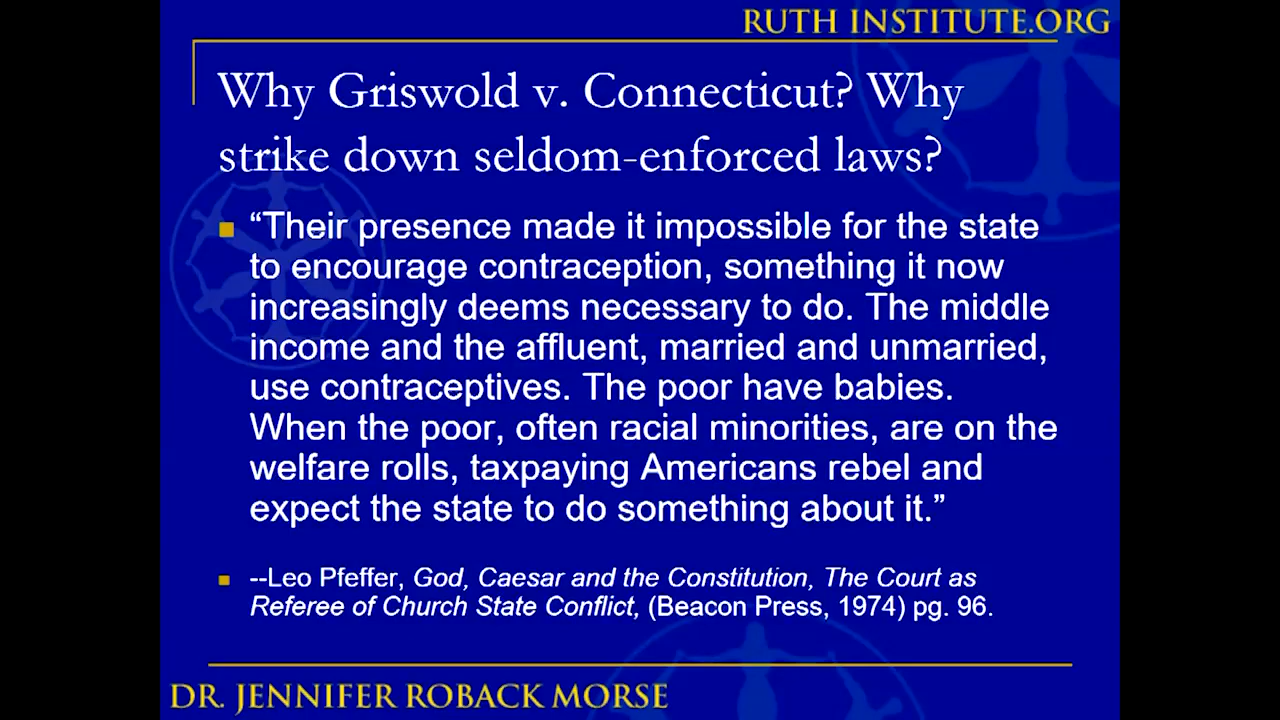 RUTH INSTITUTE.ORG
Why Griswold v. Connecticut? Why
strike down seldom-enforced laws?
“Their presence made it impossible for the state
to encourage contraception, something it now
increasingly deems necessary to do. The middle
income and the affluent, married and unmarried,
use contraceptives. The poor have babies.
When the poor, often racial minorities, are on the
welfare rolls, taxpaying Americans rebel and
expect the state to do something about it.”
--Leo Pfeffer, God, Caesar and the Constitution, The Court as
Referee of Church State Conflict, (Beacon Press, 1974) pg. 96.
DR. JENNIFER ROBACK MORSE